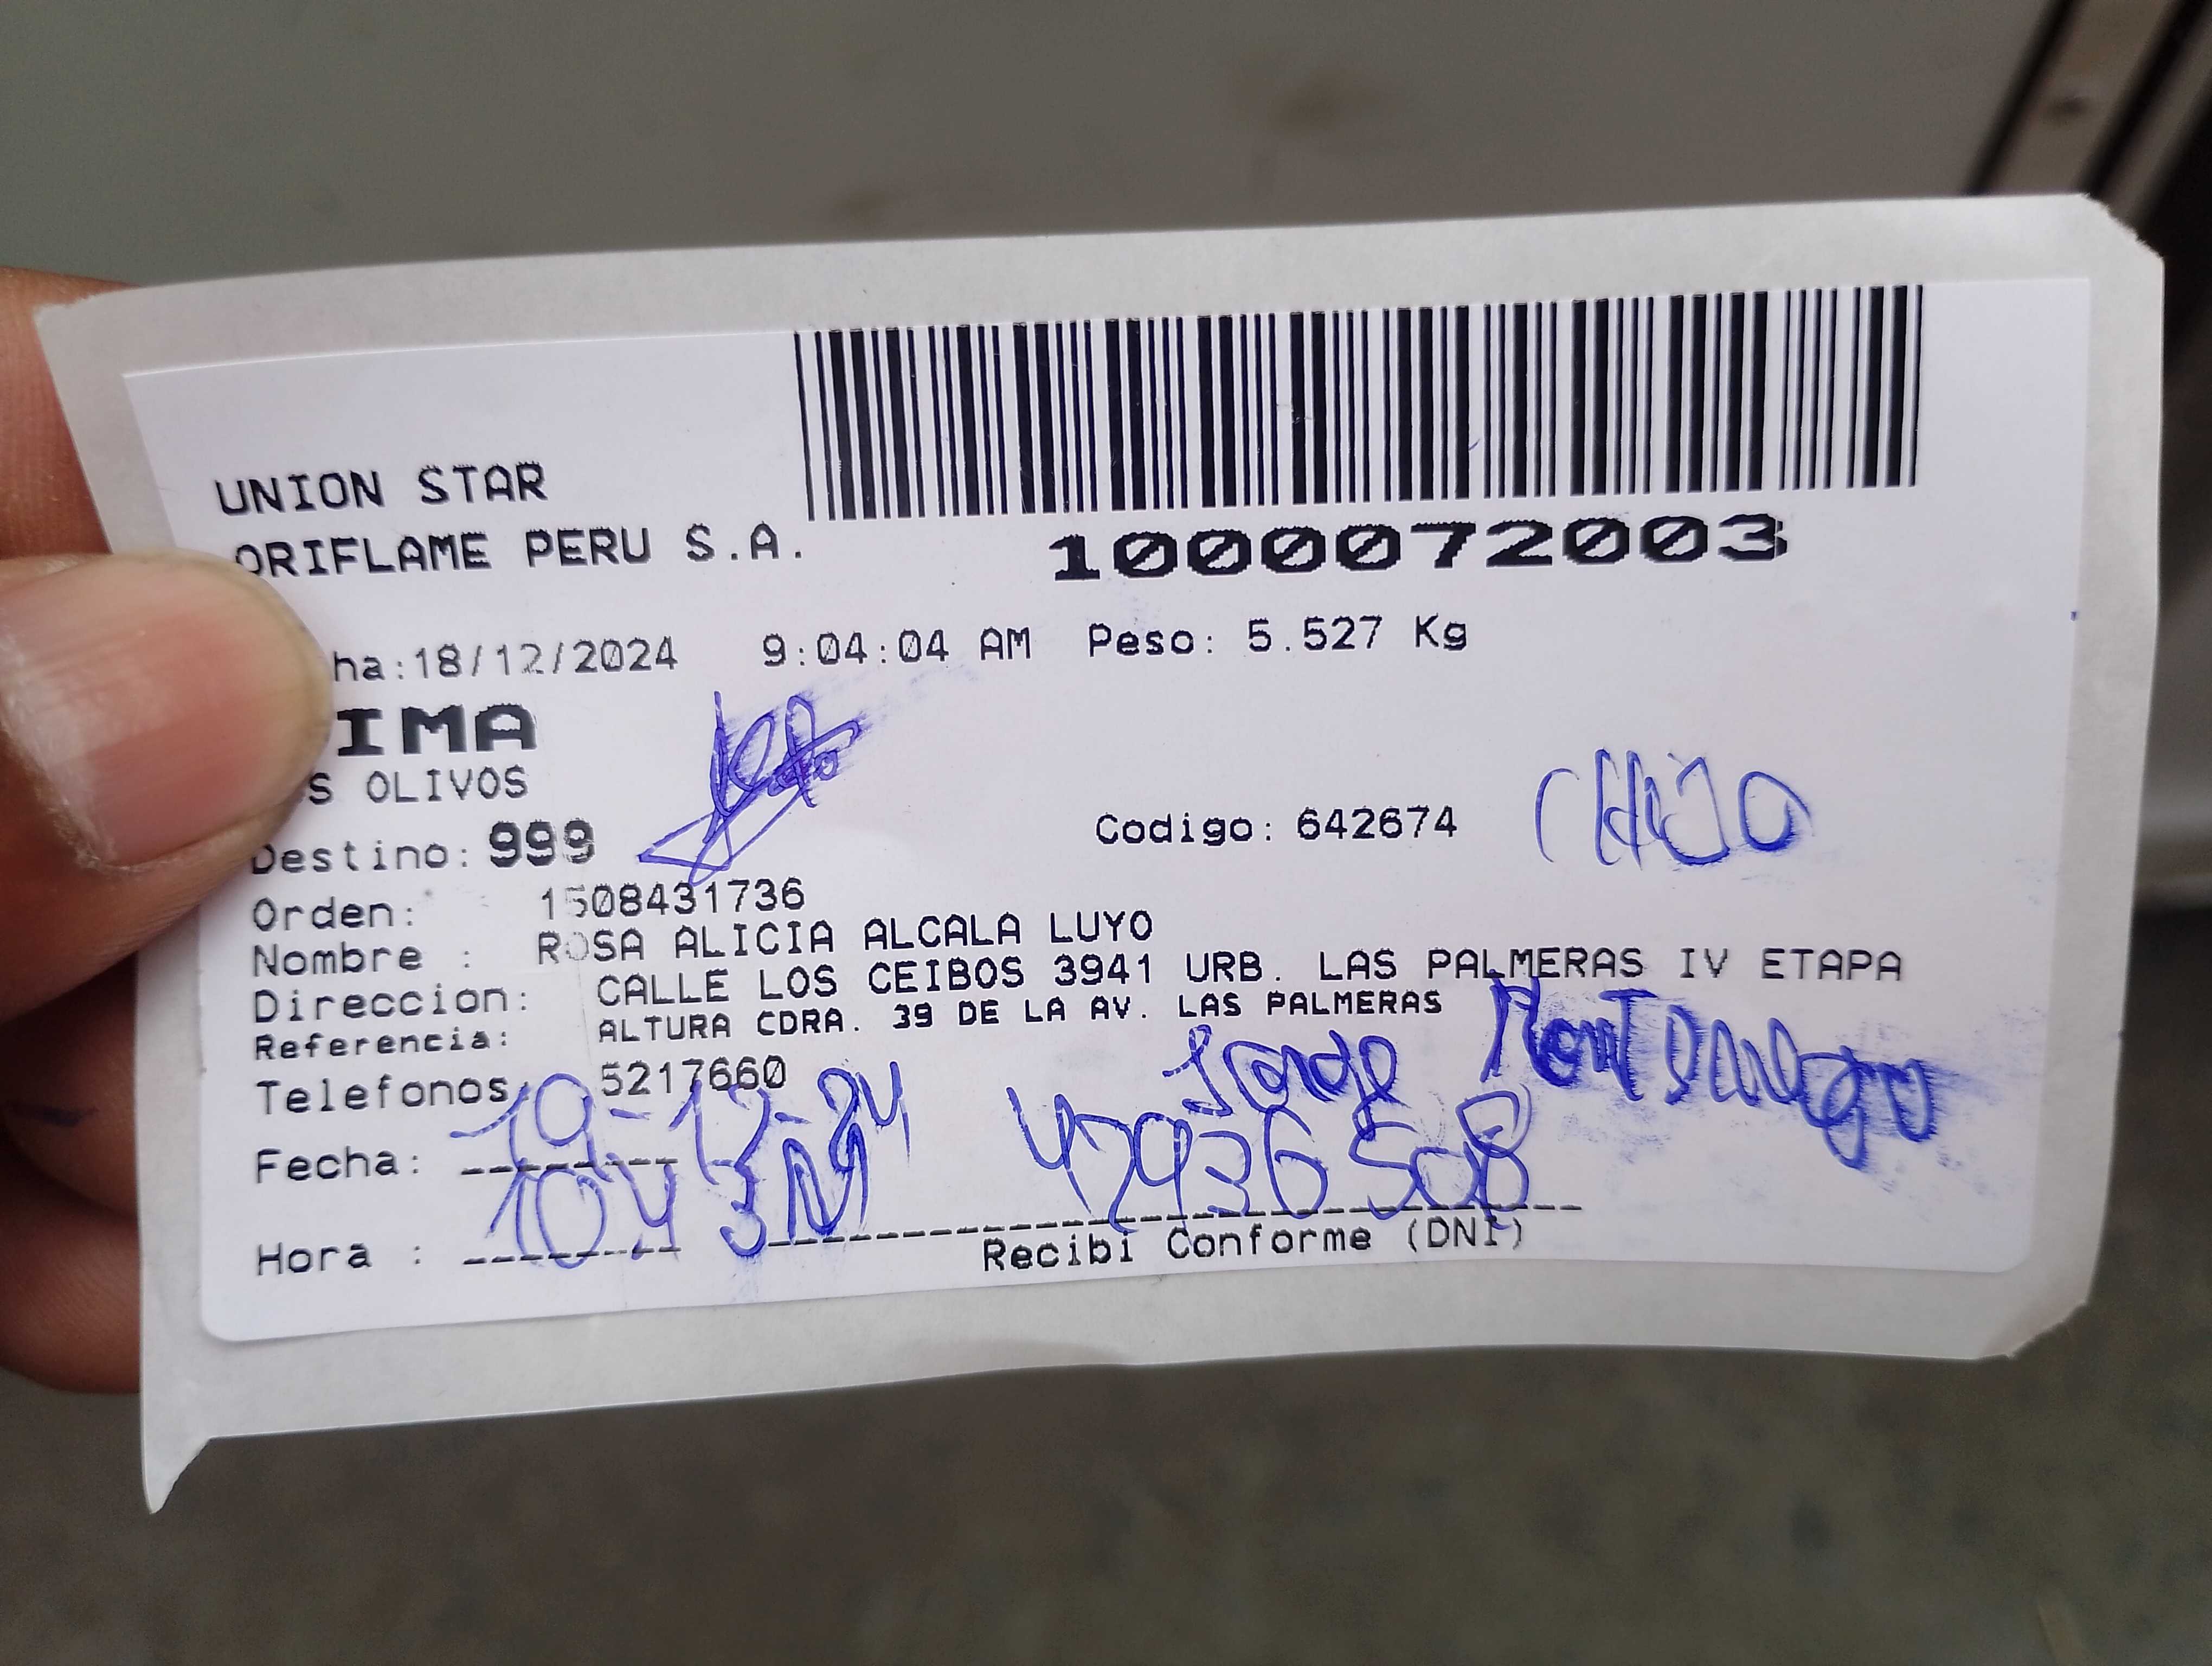 UNION STAR
ORIFLAME PERU S.A.
1000072003
ha:18/12/2024 9:04:04 AM Peso: 5.527 Kg
IMA
S OLIVOS
Destino: 999 Codigo: 642674
Orden: 1508431736
Nombre : ROSA ALICIA ALCALA LUYO
Direccion: CALLE LOS CEIBOS 3941 URB. LAS PALMERAS IV ETAPA
Referencia: ALTURA CDRA. 39 DE LA AV. LAS PALMERAS
Telefonos: 5217660
Jorge
Fecha: 19-12-24
Hora :
Recibi Conforme (DNI)